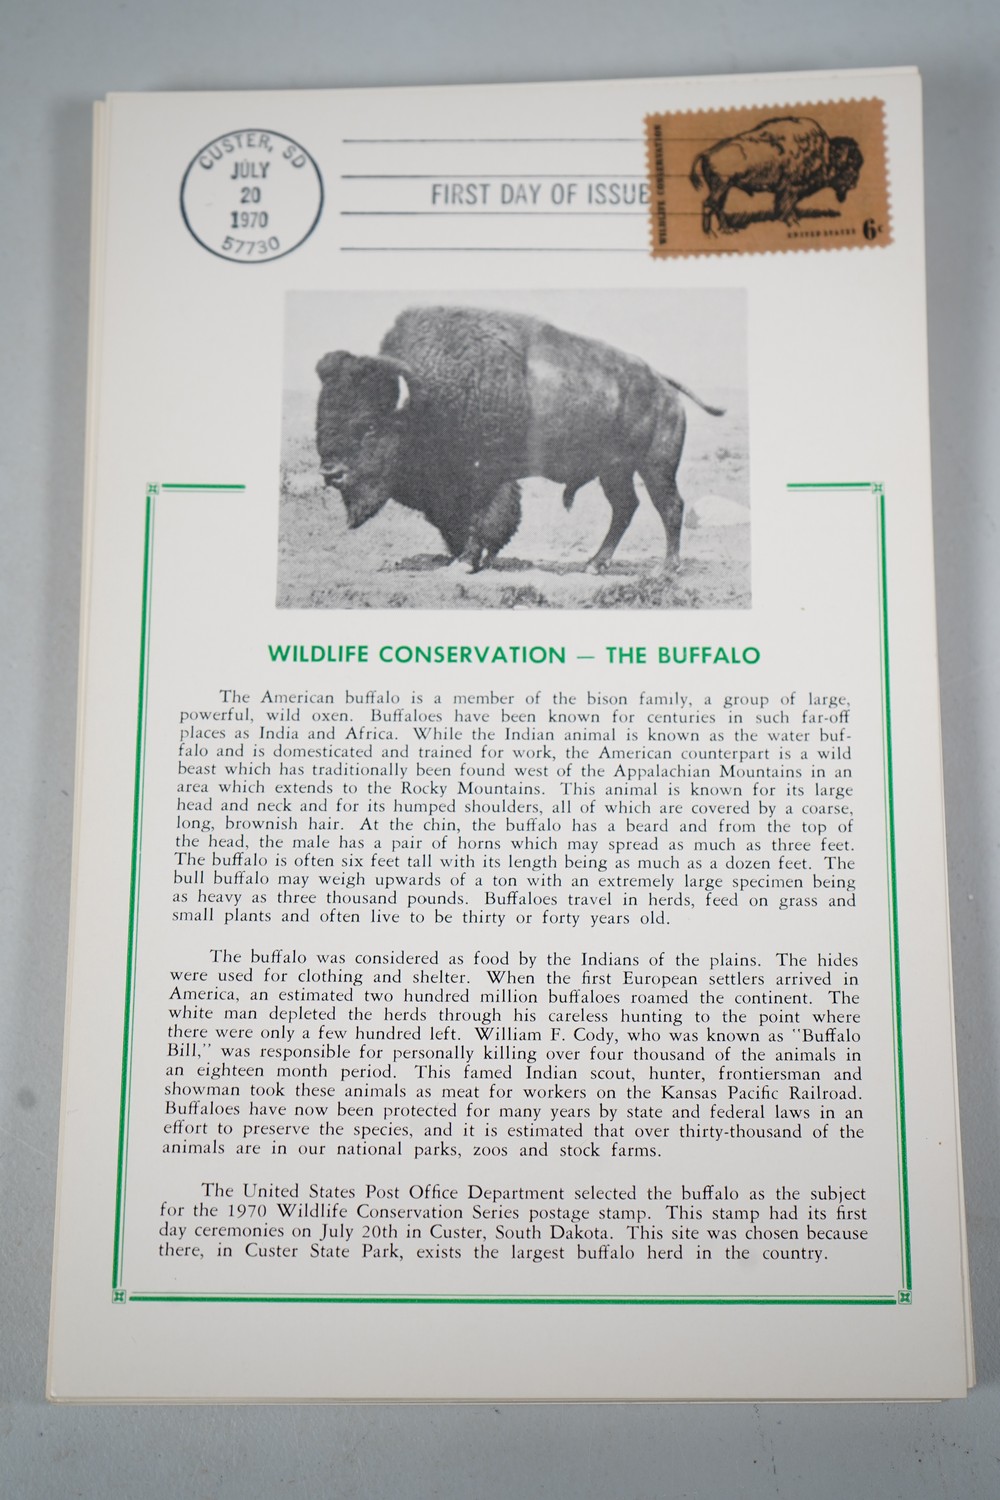 CUSTER, SD
JULY
20
1970
57730
FIRST DAY OF ISSUE
WILDLIFE CONSERVATION
UNITED STATES
6c
WILDLIFE CONSERVATION — THE BUFFALO
The American buffalo is a member of the bison family, a group of large,
powerful, wild oxen. Buffaloes have been known for centuries in such far-off
places as India and Africa. While the Indian animal is known as the water buf-
falo and is domesticated and trained for work, the American counterpart is a wild
beast which has traditionally been found west of the Appalachian Mountains in an
area which extends to the Rocky Mountains. This animal is known for its large
head and neck and for its humped shoulders, all of which are covered by a coarse,
long, brownish hair. At the chin, the buffalo has a beard and from the top of
the head, the male has a pair of horns which may spread as much as three feet.
The buffalo is often six feet tall with its length being as much as a dozen feet. The
bull buffalo may weigh upwards of a ton with an extremely large specimen being
as heavy as three thousand pounds. Buffaloes travel in herds, feed on grass and
small plants and often live to be thirty or forty years old.
The buffalo was considered as food by the Indians of the plains. The hides
were used for clothing and shelter. When the first European settlers arrived in
America, an estimated two hundred million buffaloes roamed the continent. The
white man depleted the herds through his careless hunting to the point where
there were only a few hundred left. William F. Cody, who was known as "Buffalo
Bill," was responsible for personally killing over four thousand of the animals in
an eighteen month period. This famed Indian scout, hunter, frontiersman and
showman took these animals as meat for workers on the Kansas Pacific Railroad.
Buffaloes have now been protected for many years by state and federal laws in an
effort to preserve the species, and it is estimated that over thirty-thousand of the
animals are in our national parks, zoos and stock farms.
The United States Post Office Department selected the buffalo as the subject
for the 1970 Wildlife Conservation Series postage stamp. This stamp had its first
day ceremonies on July 20th in Custer, South Dakota. This site was chosen because
there, in Custer State Park, exists the largest buffalo herd in the country.